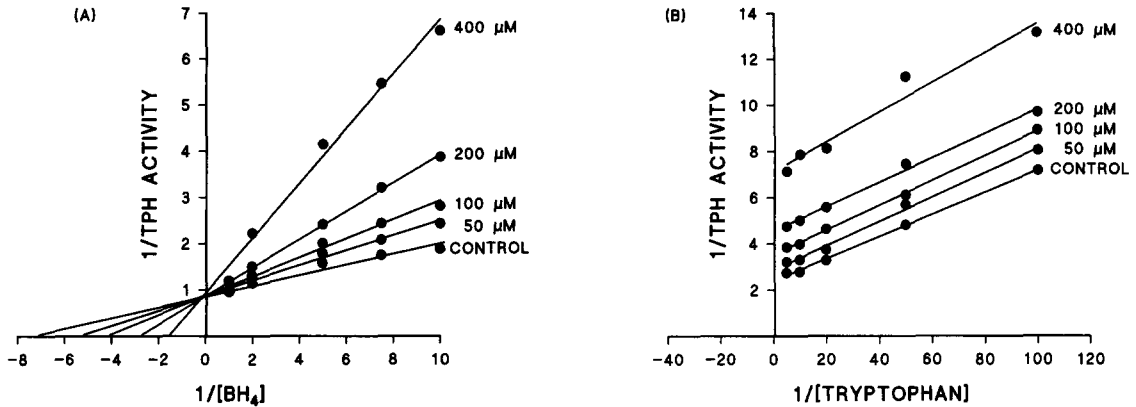 (A)
1/TPH ACTIVITY
7
6
5
4
3
2
1
-8 -6 -4 -2 0 2 4 6 8 10
1/[BH₄]
400 µM
200 µM
100 µM
50 µM
CONTROL
(B)
1/TPH ACTIVITY
14
12
10
8
6
4
2
-40 -20 0 20 40 60 80 100 120
1/[TRYPTOPHAN]
400 µM
200 µM
100 µM
50 µM
CONTROL